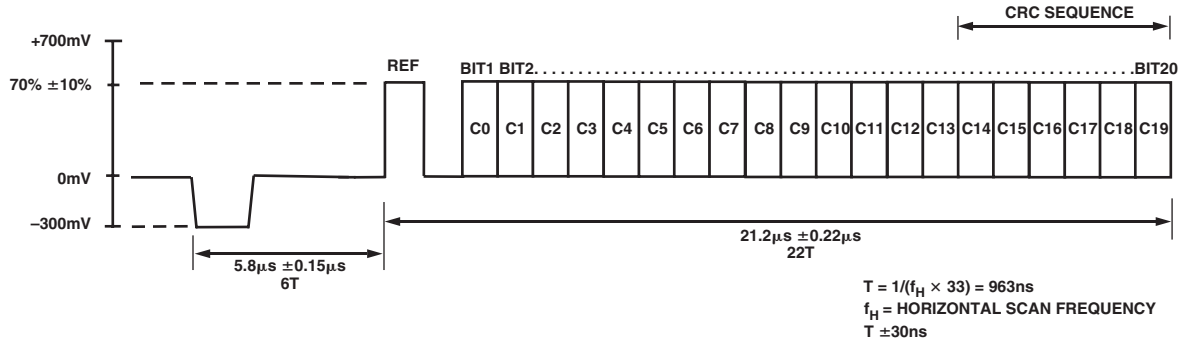 CRC SEQUENCE
+700mV
REF
BIT1 BIT2. . . . . . . . . . . . . . . . . . . . . . . . . . . . . . . . . . . . . . . . . . . . . . . . . . . . . . . . . . . .BIT20
70% ±10%
C0 C1 C2 C3 C4 C5 C6 C7 C8 C9 C10 C11 C12 C13 C14 C15 C16 C17 C18 C19
0mV
–300mV
21.2µs ±0.22µs
22T
5.8µs ±0.15µs
6T
T = 1/(fH × 33) = 963ns
fH = HORIZONTAL SCAN FREQUENCY
T ±30ns